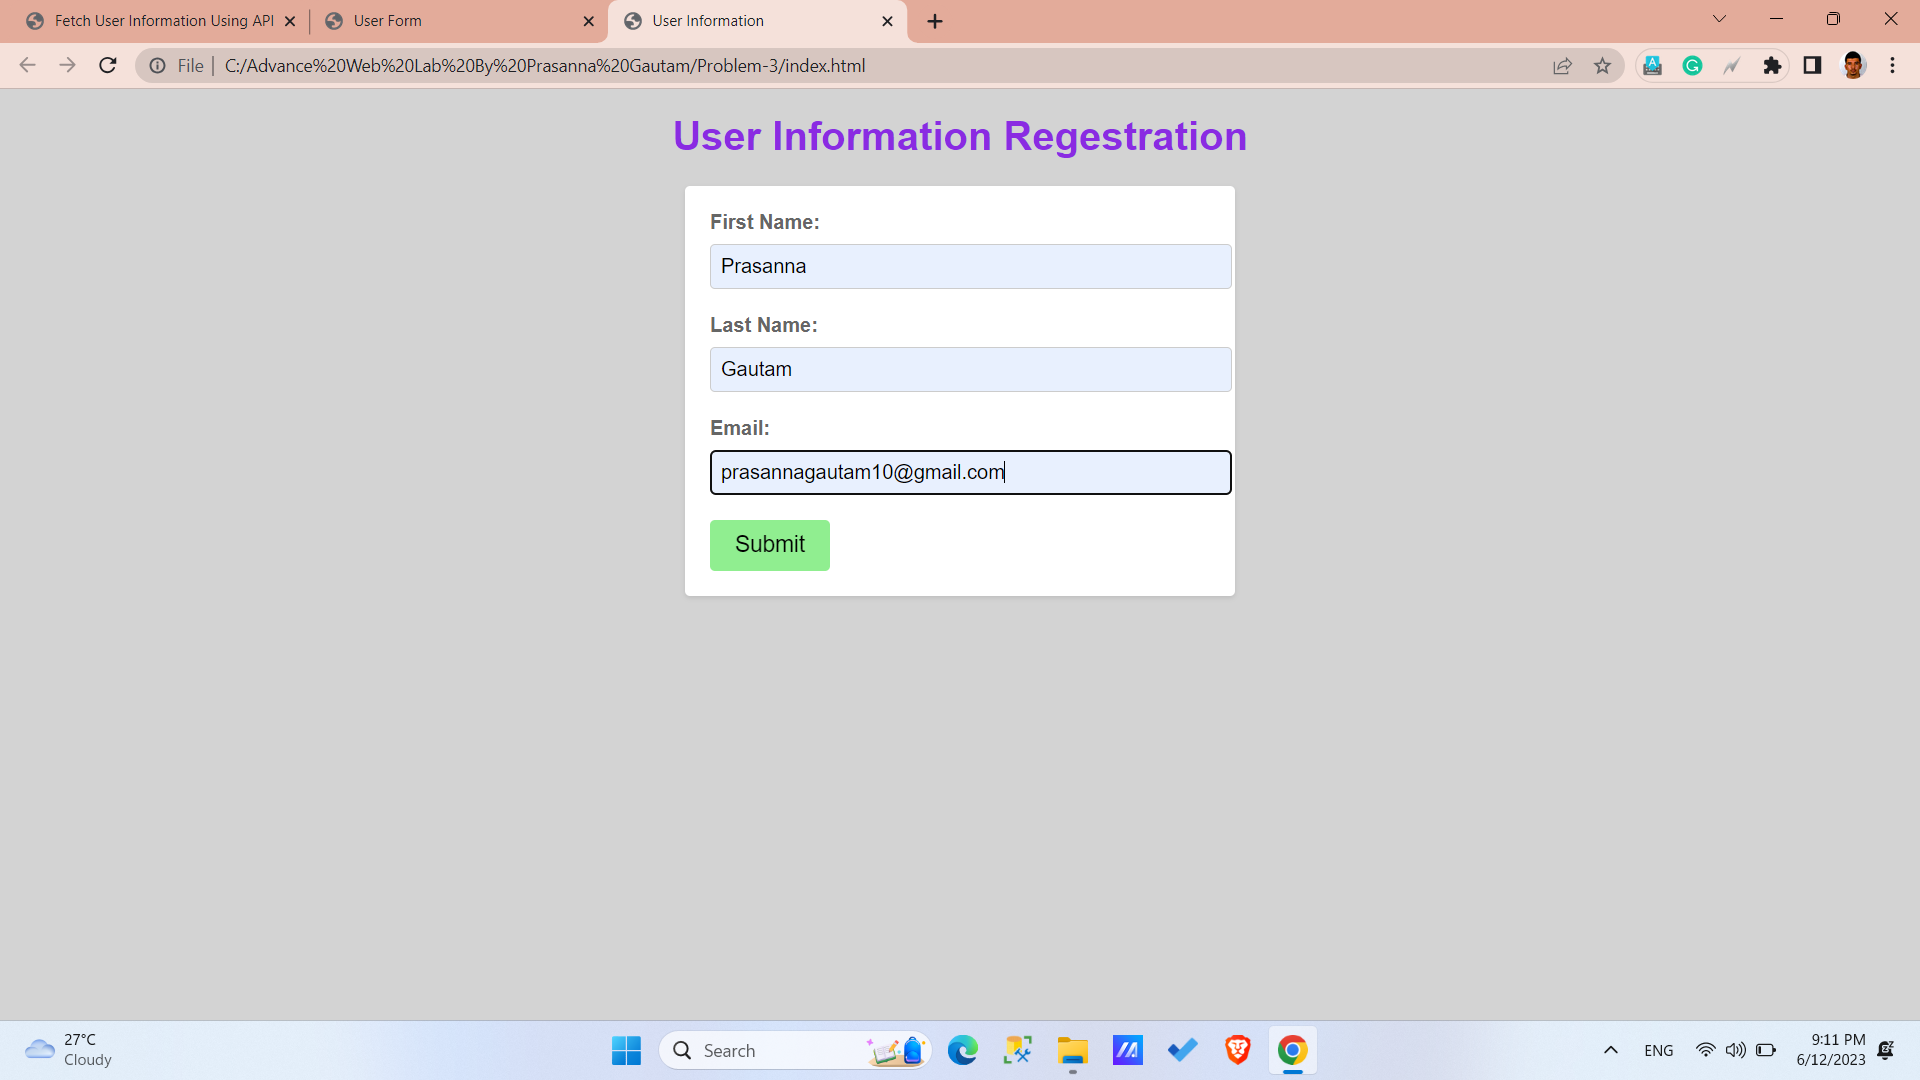 Fetch User Information Using API
User Form
User Information
File
C:/Advance%20Web%20Lab%20By%20Prasanna%20Gautam/Problem-3/index.html
User Information Regestration
First Name:
Prasanna
Last Name:
Gautam
Email:
prasannagautam10@gmail.com
Submit
27°C
Cloudy
Search
ENG
9:11 PM
6/12/2023